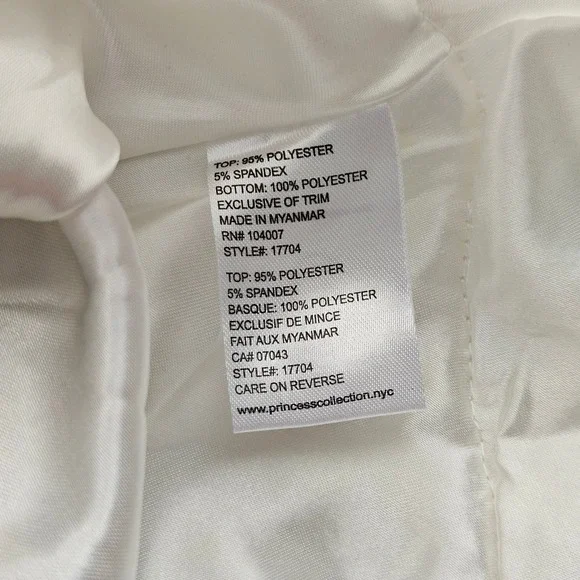 TOP: 95% POLYESTER
5% SPANDEX
BOTTOM: 100% POLYESTER
EXCLUSIVE OF TRIM
MADE IN MYANMAR
RN# 104007
STYLE#: 17704
TOP: 95% POLYESTER
5% SPANDEX
BASQUE: 100% POLYESTER
EXCLUSIF DE MINCE
FAIT AUX MYANMAR
CA# 07043
STYLE#: 17704
CARE ON REVERSE
www.princesscollection.nyc